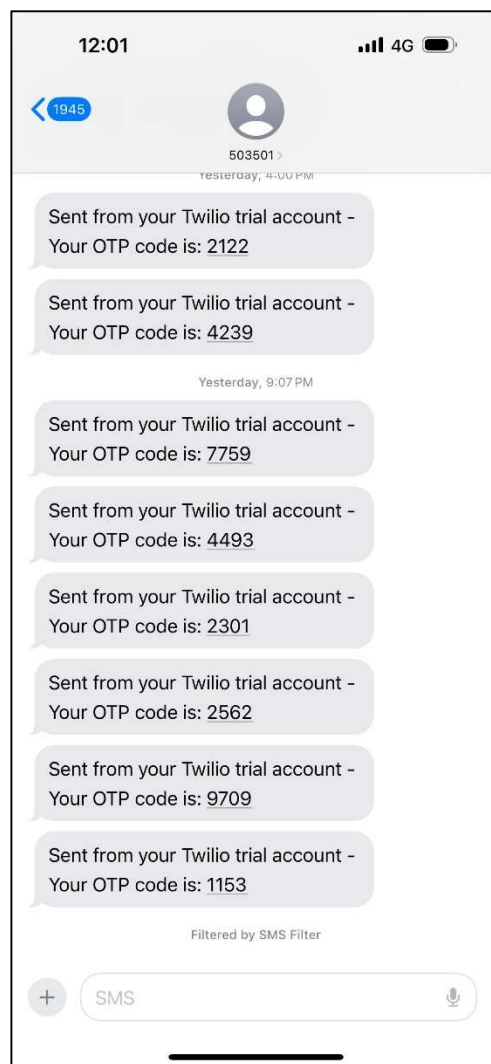 12:01
4G
1945
503501 >
Yesterday, 4:00 PM
Sent from your Twilio trial account -
Your OTP code is: 2122
Sent from your Twilio trial account -
Your OTP code is: 4239
Yesterday, 9:07 PM
Sent from your Twilio trial account -
Your OTP code is: 7759
Sent from your Twilio trial account -
Your OTP code is: 4493
Sent from your Twilio trial account -
Your OTP code is: 2301
Sent from your Twilio trial account -
Your OTP code is: 2562
Sent from your Twilio trial account -
Your OTP code is: 9709
Sent from your Twilio trial account -
Your OTP code is: 1153
Filtered by SMS Filter
SMS